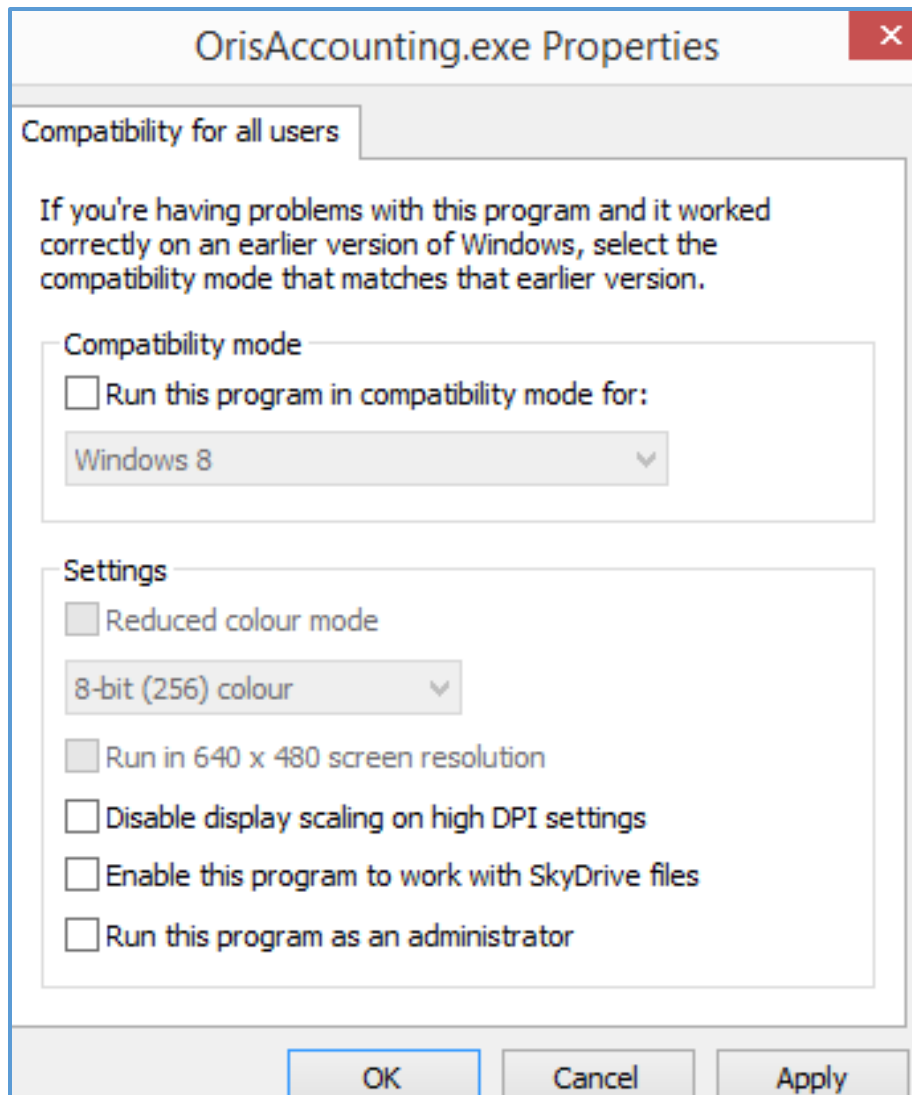 OrisAccounting.exe Properties
Compatibility for all users
If you're having problems with this program and it worked
correctly on an earlier version of Windows, select the
compatibility mode that matches that earlier version.
Compatibility mode
Run this program in compatibility mode for:
Windows 8
Settings
Reduced colour mode
8-bit (256) colour
Run in 640 x 480 screen resolution
Disable display scaling on high DPI settings
Enable this program to work with SkyDrive files
Run this program as an administrator
OK Cancel Apply